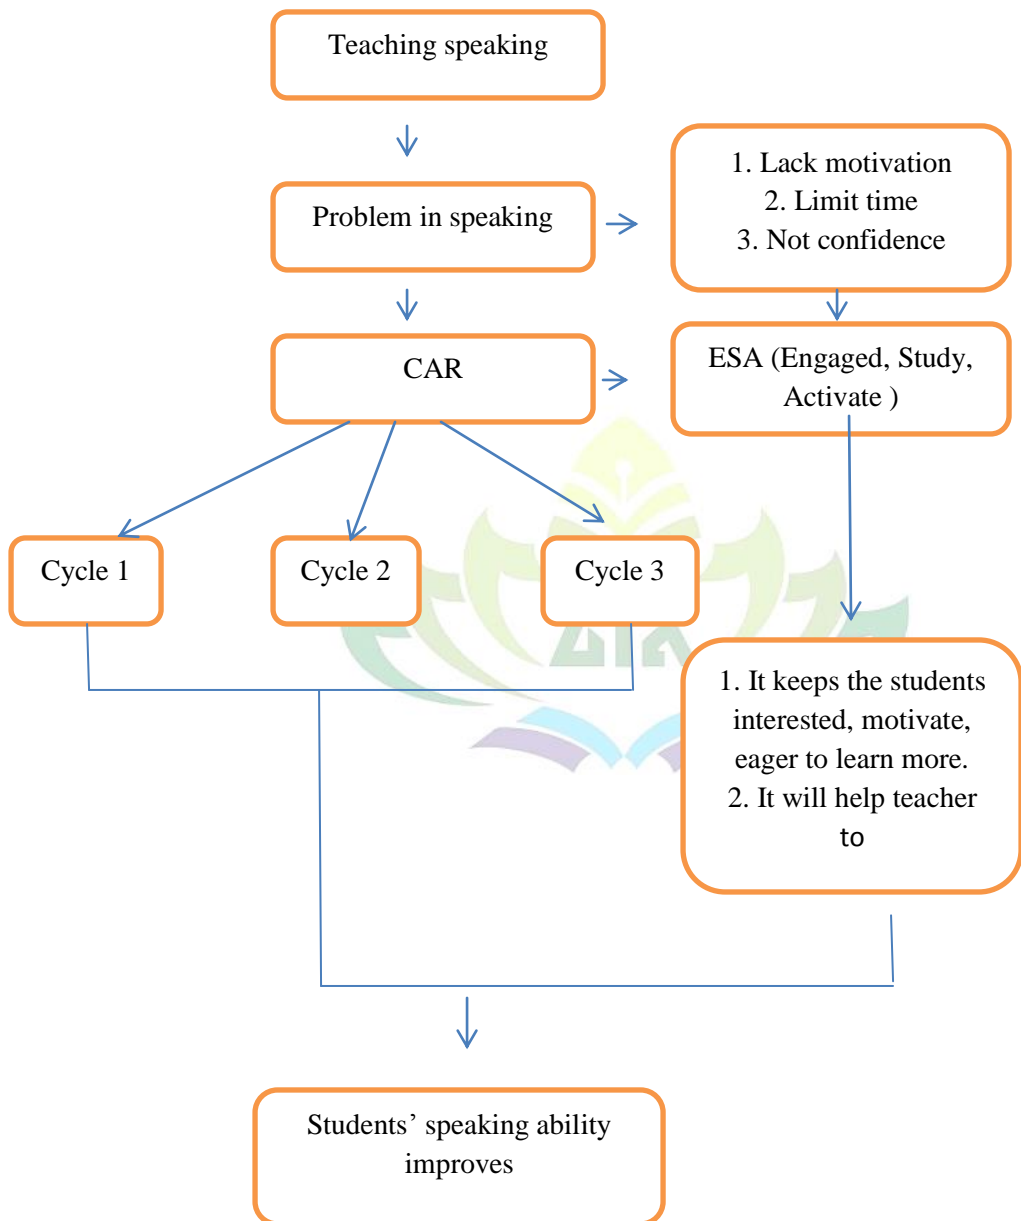 Teaching speaking
Problem in speaking
1. Lack motivation
2. Limit time
3. Not confidence
CAR
ESA (Engaged, Study,
Activate )
Cycle 1
Cycle 2
Cycle 3
1. It keeps the students
interested, motivate,
eager to learn more.
2. It will help teacher
to
Students’ speaking ability
improves